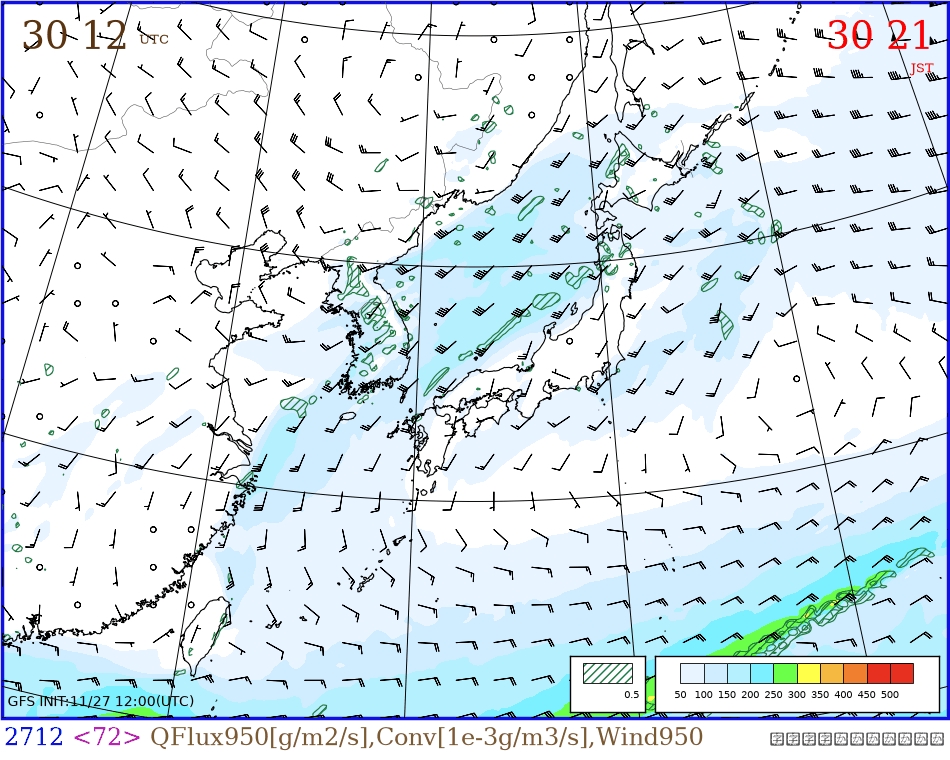 30 12 UTC
30 21 JST
0.5
50 100 150 200 250 300 350 400 450 500
GFS INIT:11/27 12:00(UTC)
2712 <72> QFlux950[g/m2/s],Conv[1e-3g/m3/s],Wind950